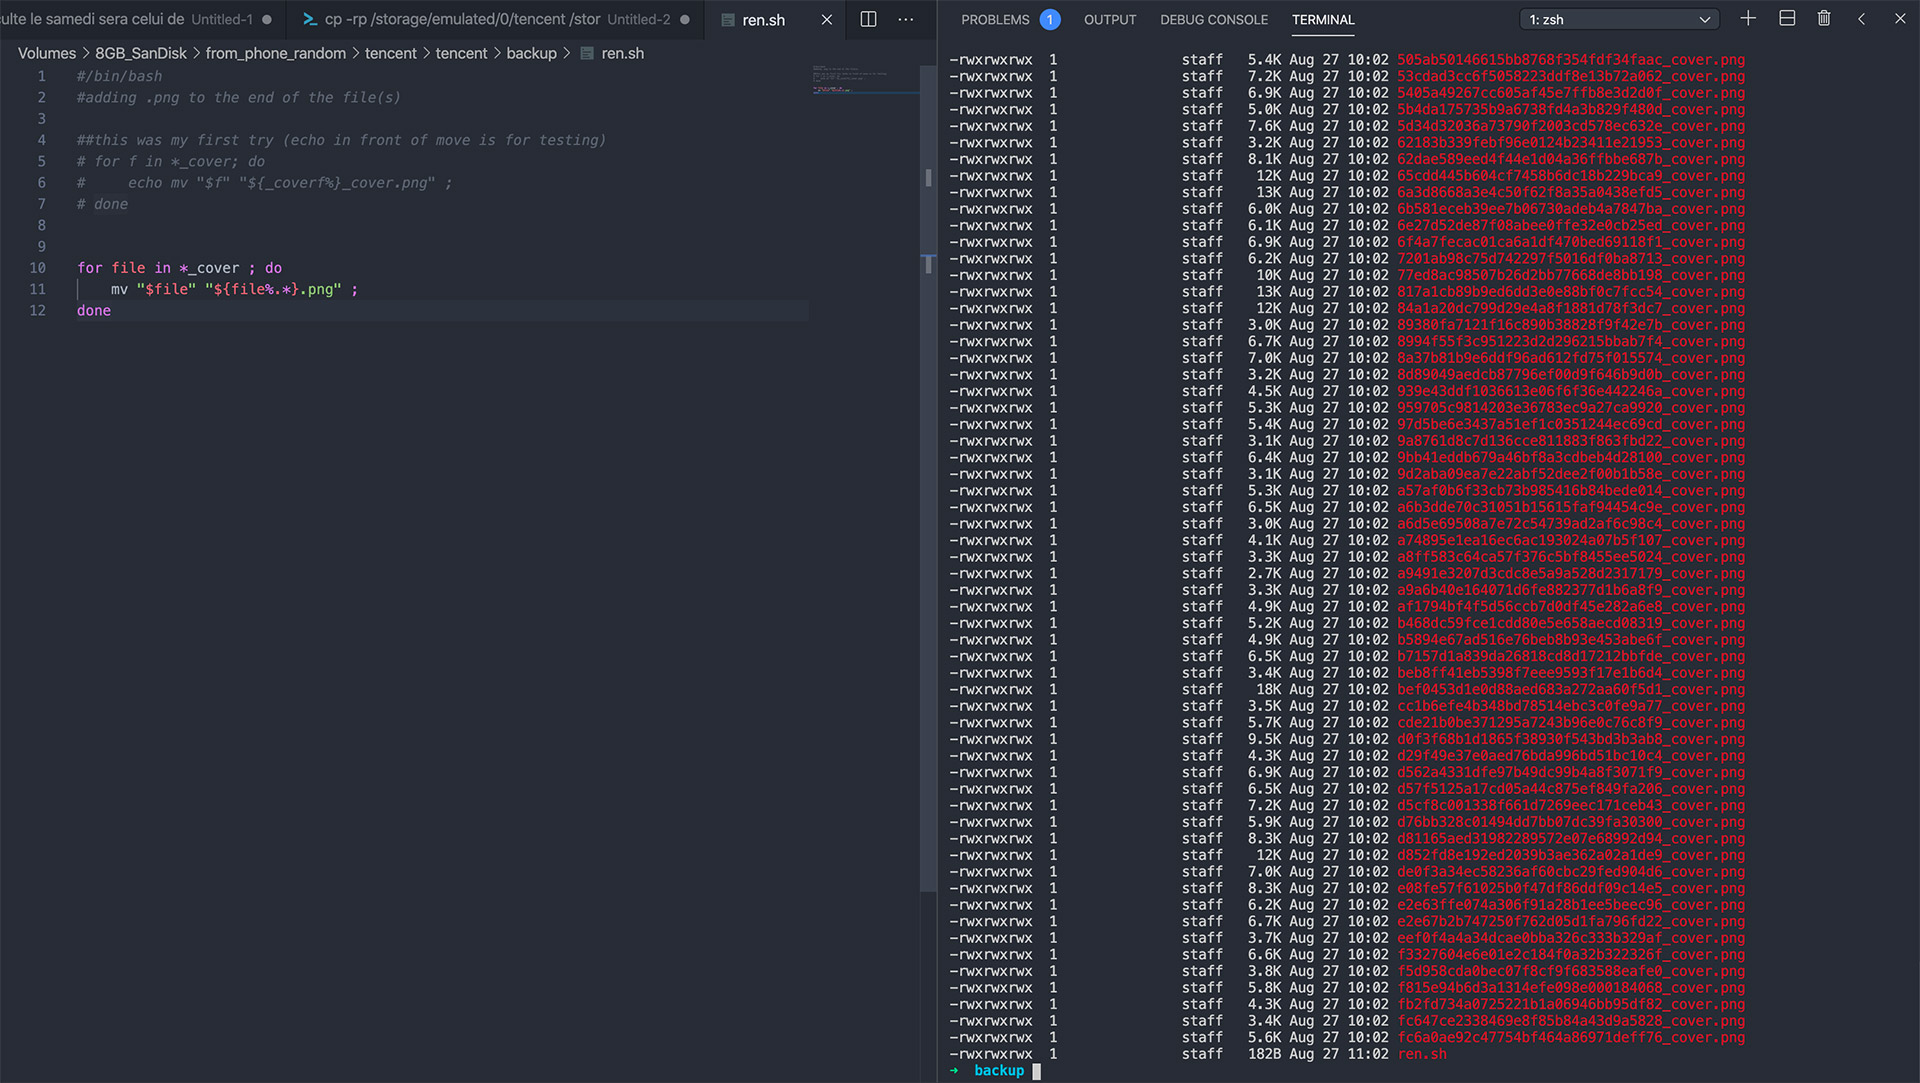 culte le samedi sera celui de Untitled-1 ● cp -rp /storage/emulated/0/tencent /stor Untitled-2 ● ren.sh
Volumes > 8GB_SanDisk > from_phone_random > tencent > tencent > backup > ren.sh
1 #/bin/bash
2 #adding .png to the end of the file(s)
3
4 ##this was my first try (echo in front of move is for testing)
5 # for f in *_cover; do
6 #     echo mv "$f" "${_coverf%}_cover.png" ;
7 # done
8
9
10 for file in *_cover ; do
11     mv "$file" "${file%.*}.png" ;
12 done
PROBLEMS 1 OUTPUT DEBUG CONSOLE TERMINAL 1: zsh
-rwxrwxrwx 1 staff 5.4K Aug 27 10:02 505ab50146615bb8768f354fdf34faac_cover.png
-rwxrwxrwx 1 staff 7.2K Aug 27 10:02 53cdad3cc6f5058223ddf8e13b72a062_cover.png
-rwxrwxrwx 1 staff 6.9K Aug 27 10:02 5405a49267cc605af45e7ffb8e3d2d0f_cover.png
-rwxrwxrwx 1 staff 5.0K Aug 27 10:02 5b4da175735b9a6738fd4a3b829f480d_cover.png
-rwxrwxrwx 1 staff 7.6K Aug 27 10:02 5d34d32036a73790f2003cd578ec632e_cover.png
-rwxrwxrwx 1 staff 3.2K Aug 27 10:02 62183b339febf96e0124b23411e21953_cover.png
-rwxrwxrwx 1 staff 8.1K Aug 27 10:02 62dae589eed4f44e1d04a36ffbbe687b_cover.png
-rwxrwxrwx 1 staff 12K Aug 27 10:02 65cdd445b604cf7458b6dc18b229bca9_cover.png
-rwxrwxrwx 1 staff 13K Aug 27 10:02 6a3d8668a3e4c50f62f8a35a0438efd5_cover.png
-rwxrwxrwx 1 staff 6.0K Aug 27 10:02 6b581eceb39ee7b06730adeb4a7847ba_cover.png
-rwxrwxrwx 1 staff 6.1K Aug 27 10:02 6e27d52de87f08abee0ffe32e0cb25ed_cover.png
-rwxrwxrwx 1 staff 6.9K Aug 27 10:02 6f4a7fecac01ca6a1df470bed69118f1_cover.png
-rwxrwxrwx 1 staff 6.2K Aug 27 10:02 7201ab98c75d742297f5016df0ba8713_cover.png
-rwxrwxrwx 1 staff 10K Aug 27 10:02 77ed8ac98507b26d2bb77668de8bb198_cover.png
-rwxrwxrwx 1 staff 13K Aug 27 10:02 817a1cb89b9ed6dd3e0e88bf0c7fcc54_cover.png
-rwxrwxrwx 1 staff 12K Aug 27 10:02 84a1a20dc799d29e4a8f1881d78f3dc7_cover.png
-rwxrwxrwx 1 staff 3.0K Aug 27 10:02 89380fa7121f16c890b38828f9f42e7b_cover.png
-rwxrwxrwx 1 staff 6.7K Aug 27 10:02 8994f55f3c951223d2d296215bbab7f4_cover.png
-rwxrwxrwx 1 staff 7.0K Aug 27 10:02 8a37b81b9e6ddf96ad612fd75f015574_cover.png
-rwxrwxrwx 1 staff 3.2K Aug 27 10:02 8d89049aedcb87796ef00d9f646b9d0b_cover.png
-rwxrwxrwx 1 staff 4.5K Aug 27 10:02 939e43ddf1036613e06f6f36e442246a_cover.png
-rwxrwxrwx 1 staff 5.3K Aug 27 10:02 959705c9814203e36783ec9a27ca9920_cover.png
-rwxrwxrwx 1 staff 5.4K Aug 27 10:02 97d5be6e3437a51ef1c0351244ec69cd_cover.png
-rwxrwxrwx 1 staff 3.1K Aug 27 10:02 9a8761d8c7d136cce811883f863fbd22_cover.png
-rwxrwxrwx 1 staff 6.4K Aug 27 10:02 9bb41eddb679a46bf8a3cdbeb4d28100_cover.png
-rwxrwxrwx 1 staff 3.1K Aug 27 10:02 9d2aba09ea7e22abf52dee2f00b1b58e_cover.png
-rwxrwxrwx 1 staff 5.3K Aug 27 10:02 a57af0b6f33cb73b985416b84bede014_cover.png
-rwxrwxrwx 1 staff 6.5K Aug 27 10:02 a6b3dde70c31051b15615faf94454c9e_cover.png
-rwxrwxrwx 1 staff 3.0K Aug 27 10:02 a6d5e69508a7e72c54739ad2af6c98c4_cover.png
-rwxrwxrwx 1 staff 4.1K Aug 27 10:02 a74895e1ea16ec6ac193024a07b5f107_cover.png
-rwxrwxrwx 1 staff 3.3K Aug 27 10:02 a8ff583c64ca57f376c5bf8455ee5024_cover.png
-rwxrwxrwx 1 staff 2.7K Aug 27 10:02 a9491e3207d3cdc8e5a9a528d2317179_cover.png
-rwxrwxrwx 1 staff 3.3K Aug 27 10:02 a9a6b40e164071d6fe882377d1b6a8f9_cover.png
-rwxrwxrwx 1 staff 4.9K Aug 27 10:02 af1794bf4f5d56ccb7d0df45e282a6e8_cover.png
-rwxrwxrwx 1 staff 5.2K Aug 27 10:02 b468dc59fce1cdd80e5e658aecd08319_cover.png
-rwxrwxrwx 1 staff 4.9K Aug 27 10:02 b5894e67ad516e76beb8b93e453abe6f_cover.png
-rwxrwxrwx 1 staff 6.5K Aug 27 10:02 b7157d1a839da26818cd8d17212bbfde_cover.png
-rwxrwxrwx 1 staff 3.4K Aug 27 10:02 beb8ff41eb5398f7eee9593f17e1b6d4_cover.png
-rwxrwxrwx 1 staff 18K Aug 27 10:02 bef0453d1e0d88aed683a272aa60f5d1_cover.png
-rwxrwxrwx 1 staff 3.5K Aug 27 10:02 cc1b6efe4b348bd78514ebc3c0fe9a77_cover.png
-rwxrwxrwx 1 staff 5.7K Aug 27 10:02 cde21b0be371295a7243b96e0c76c8f9_cover.png
-rwxrwxrwx 1 staff 9.5K Aug 27 10:02 d0f3f68b1d1865f38930f543bd3b3ab8_cover.png
-rwxrwxrwx 1 staff 4.3K Aug 27 10:02 d29f49e37e0aed76bda996bd51bc10c4_cover.png
-rwxrwxrwx 1 staff 6.9K Aug 27 10:02 d562a4331dfe97b49dc99b4a8f3071f9_cover.png
-rwxrwxrwx 1 staff 6.5K Aug 27 10:02 d57f5125a17cd05a44c875ef849fa206_cover.png
-rwxrwxrwx 1 staff 7.2K Aug 27 10:02 d5cf8c001338f661d7269eec171ceb43_cover.png
-rwxrwxrwx 1 staff 5.9K Aug 27 10:02 d76bb328c01494dd7bb07dc39fa30300_cover.png
-rwxrwxrwx 1 staff 8.3K Aug 27 10:02 d81165aed31982289572e07e68992d94_cover.png
-rwxrwxrwx 1 staff 12K Aug 27 10:02 d852fd8e192ed2039b3ae362a02a1de9_cover.png
-rwxrwxrwx 1 staff 7.0K Aug 27 10:02 de0f3a34ec58236af60cbc29fed904d6_cover.png
-rwxrwxrwx 1 staff 8.3K Aug 27 10:02 e08fe57f61025b0f47df86ddf09c14e5_cover.png
-rwxrwxrwx 1 staff 6.2K Aug 27 10:02 e2e63ffe074a306f91a28b1ee5beec96_cover.png
-rwxrwxrwx 1 staff 6.7K Aug 27 10:02 e2e67b2b747250f762d05d1fa796fd22_cover.png
-rwxrwxrwx 1 staff 3.7K Aug 27 10:02 eef0f4a4a34dcae0bba326c333b329af_cover.png
-rwxrwxrwx 1 staff 6.6K Aug 27 10:02 f3327604e6e01e2c184f0a32b322326f_cover.png
-rwxrwxrwx 1 staff 3.8K Aug 27 10:02 f5d958cda0bec07f8cf9f683588eafe0_cover.png
-rwxrwxrwx 1 staff 5.8K Aug 27 10:02 f815e94b6d3a1314efe098e000184068_cover.png
-rwxrwxrwx 1 staff 4.3K Aug 27 10:02 fb2fd734a0725221b1a06946bb95df82_cover.png
-rwxrwxrwx 1 staff 3.4K Aug 27 10:02 fc647ce2338469e8f85b84a43d9a5828_cover.png
-rwxrwxrwx 1 staff 5.6K Aug 27 10:02 fc6a0ae92c47754bf464a86971deff76_cover.png
-rwxrwxrwx 1 staff 182B Aug 27 11:02 ren.sh
➜ backup